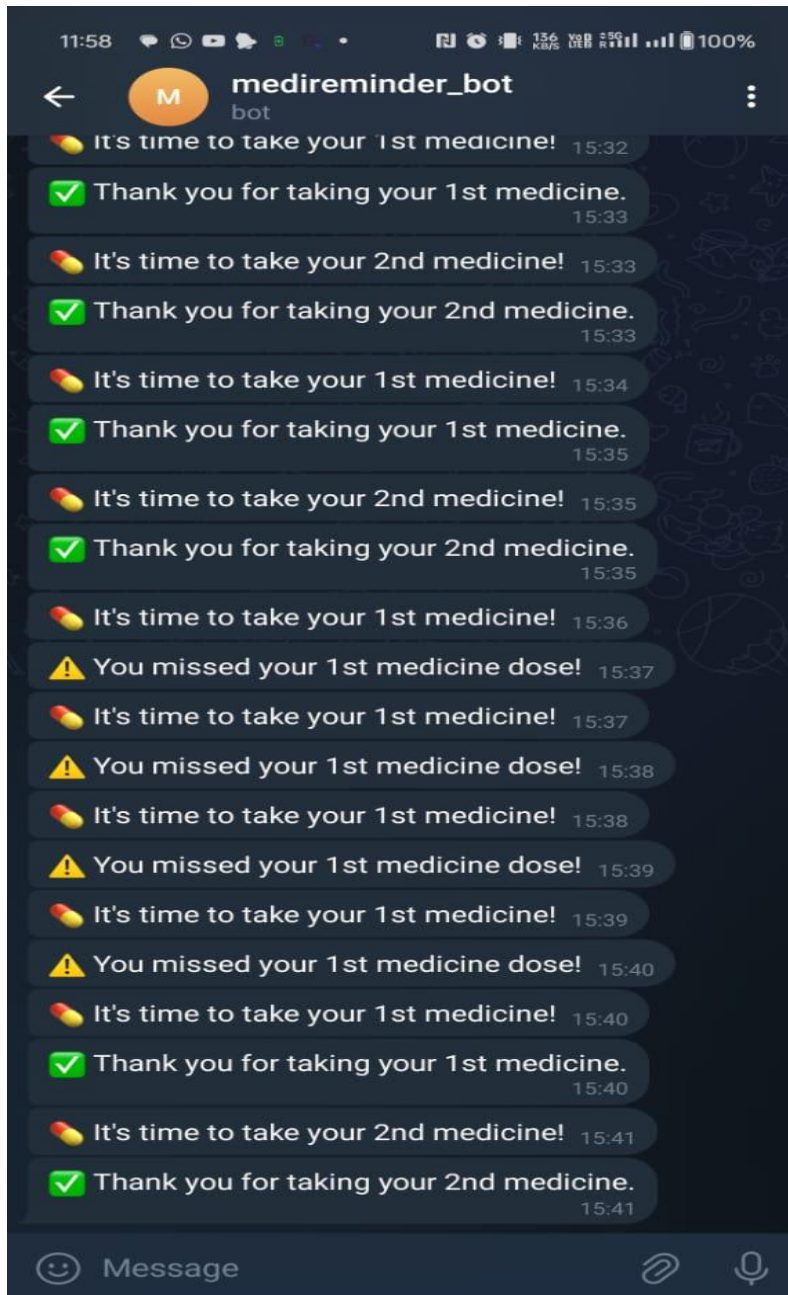 11:58 136 KB/S Vo LTE 5G R 100%
M
medireminder_bot
bot
It's time to take your 1st medicine! 15:32
Thank you for taking your 1st medicine.
15:33
It's time to take your 2nd medicine! 15:33
Thank you for taking your 2nd medicine.
15:33
It's time to take your 1st medicine! 15:34
Thank you for taking your 1st medicine.
15:35
It's time to take your 2nd medicine! 15:35
Thank you for taking your 2nd medicine.
15:35
It's time to take your 1st medicine! 15:36
You missed your 1st medicine dose! 15:37
It's time to take your 1st medicine! 15:37
You missed your 1st medicine dose! 15:38
It's time to take your 1st medicine! 15:38
You missed your 1st medicine dose! 15:39
It's time to take your 1st medicine! 15:39
You missed your 1st medicine dose! 15:40
It's time to take your 1st medicine! 15:40
Thank you for taking your 1st medicine.
15:40
It's time to take your 2nd medicine! 15:41
Thank you for taking your 2nd medicine.
15:41
Message